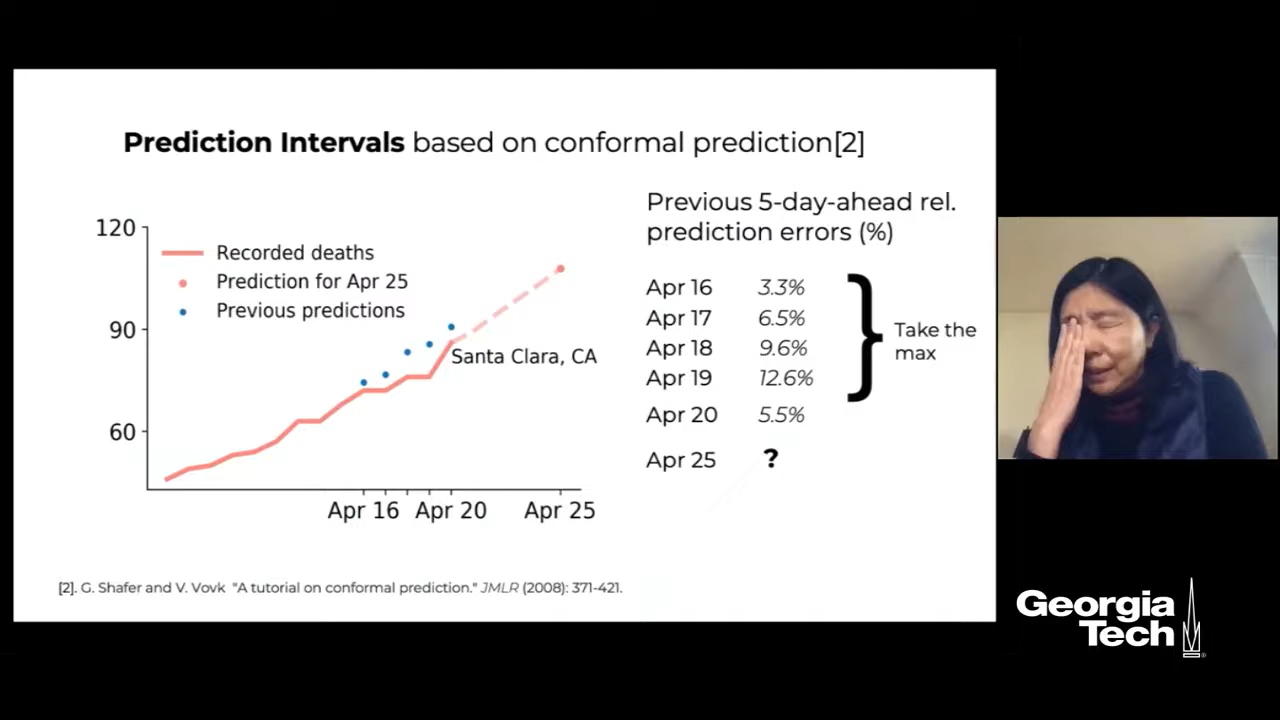 Prediction Intervals based on conformal prediction[2]
Previous 5-day-ahead rel.
prediction errors (%)
120
90
60
Recorded deaths
Prediction for Apr 25
Previous predictions
Santa Clara, CA
Apr 16 Apr 20 Apr 25
Apr 16 3.3%
Apr 17 6.5%
Apr 18 9.6%
Apr 19 12.6%
Apr 20 5.5%
Apr 25 ?
Take the
max
[2]. G. Shafer and V. Vovk "A tutorial on conformal prediction." JMLR (2008): 371-421.
Georgia
Tech